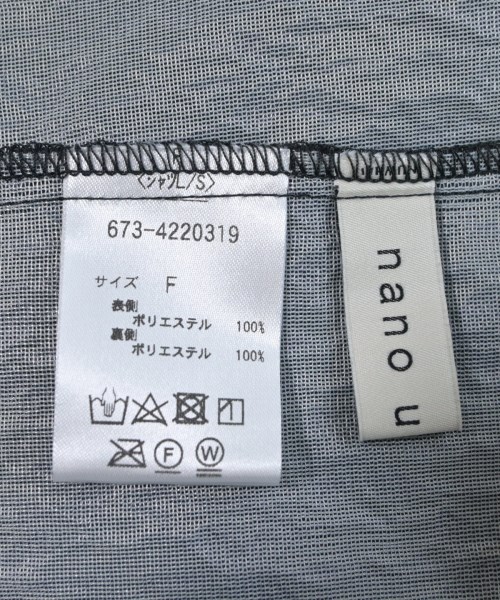 〈シャツL/S〉
673-4220319
サイズ F
表側
ポリエステル 100%
裏側
ポリエステル 100%
F
W
nano u